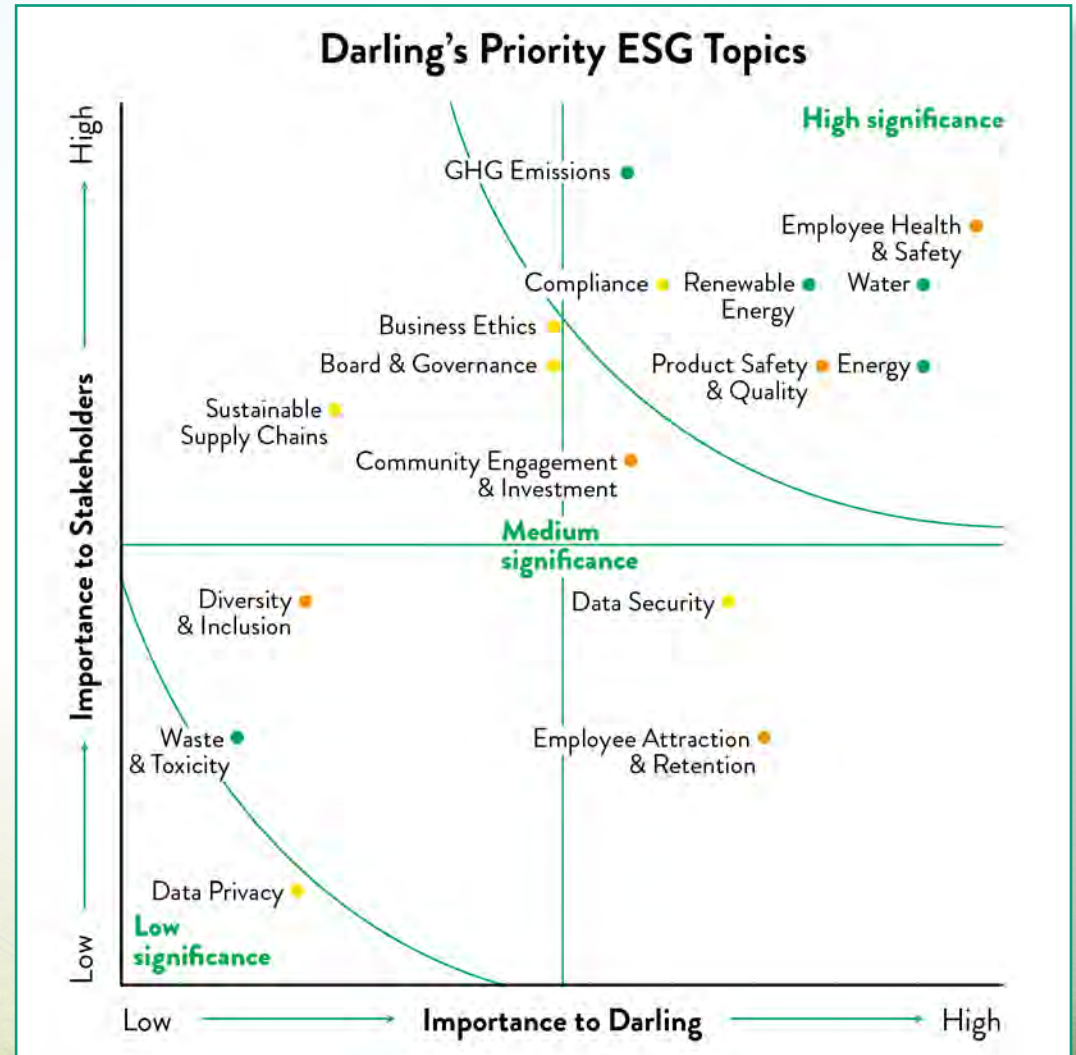 Darling's Priority ESG Topics
High
High significance
GHG Emissions
Employee Health
& Safety
Compliance
Renewable
Energy
Water
Business Ethics
Board & Governance
Product Safety
& Quality
Energy
Sustainable
Supply Chains
Community Engagement
& Investment
Importance to Stakeholders
Medium
significance
Diversity
& Inclusion
Data Security
Waste
& Toxicity
Employee Attraction
& Retention
Data Privacy
Low
significance
Low
Low
Importance to Darling
High